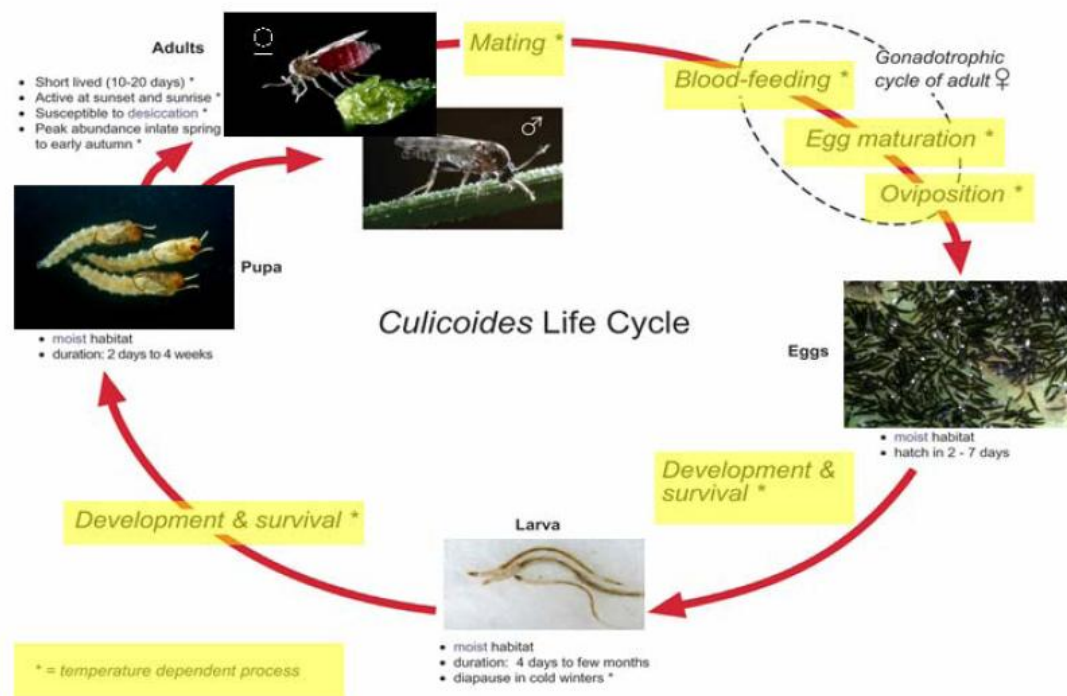 Adults
• Short lived (10-20 days) *
• Active at sunset and sunrise *
• Susceptible to desiccation *
• Peak abundance inlate spring
to early autumn *
♀
♂
Mating *
Blood-feeding *
Gonadotrophic
cycle of adult ♀
Egg maturation *
Oviposition *
Pupa
• moist habitat
• duration: 2 days to 4 weeks
Culicoides Life Cycle
Eggs
• moist habitat
• hatch in 2 - 7 days
Development &
survival *
Development & survival *
Larva
• moist habitat
• duration: 4 days to few months
• diapause in cold winters *
* = temperature dependent process